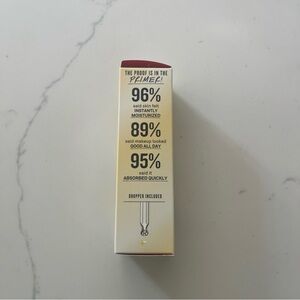 THE PROOF IS IN THE
PRIMER!
96%
said skin felt
INSTANTLY
MOISTURIZED
89%
said makeup looked
GOOD ALL DAY
95%
said it
ABSORBED QUICKLY
DROPPER INCLUDED